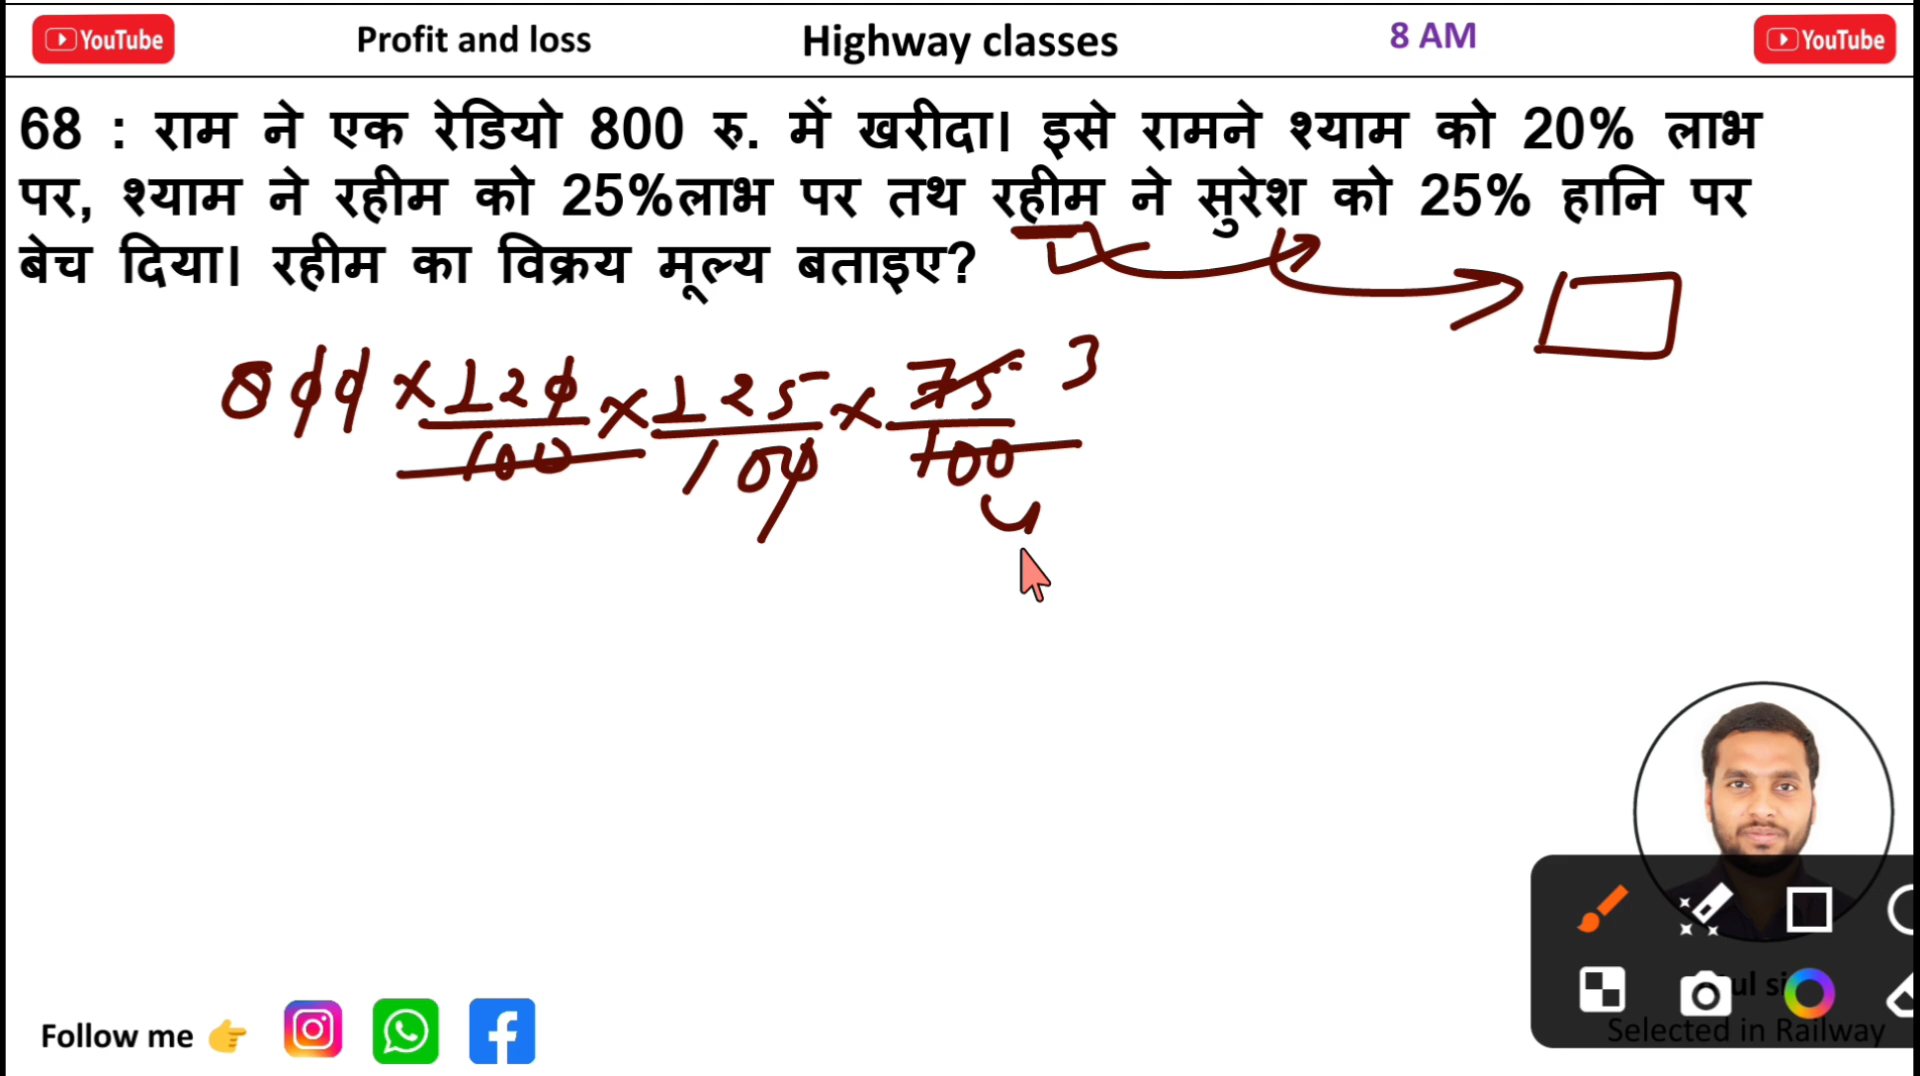 YouTube Profit and loss Highway classes 8 AM YouTube
68 : राम ने एक रेडियो 800 रु. में खरीदा। इसे रामने श्याम को 20% लाभ
पर, श्याम ने रहीम को 25%लाभ पर तथ रहीम ने सुरेश को 25% हानि पर
बेच दिया। रहीम का विक्रय मूल्य बताइए?
800 × 120 × 125 × 75 3
100 100 100
4
Follow me
Selected in Railway